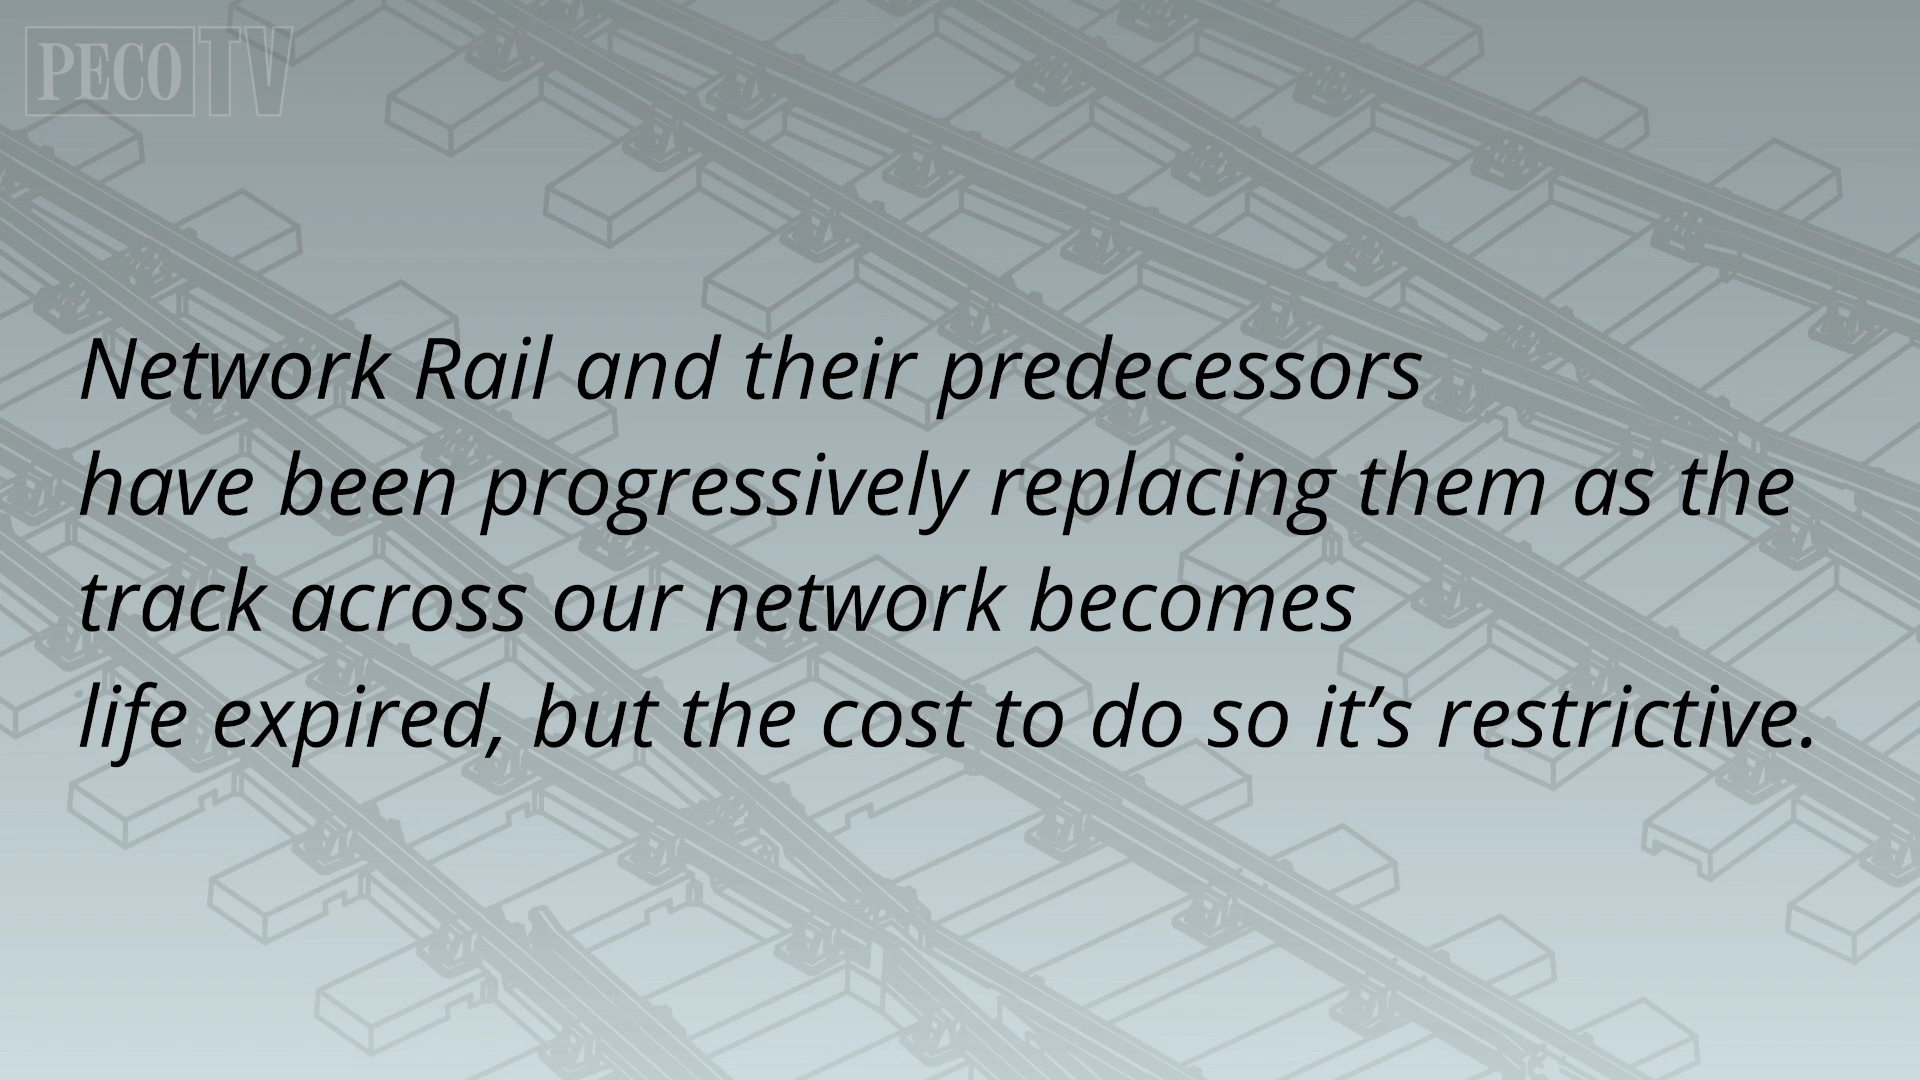 PECO TV
Network Rail and their predecessors
have been progressively replacing them as the
track across our network becomes
life expired, but the cost to do so it’s restrictive.